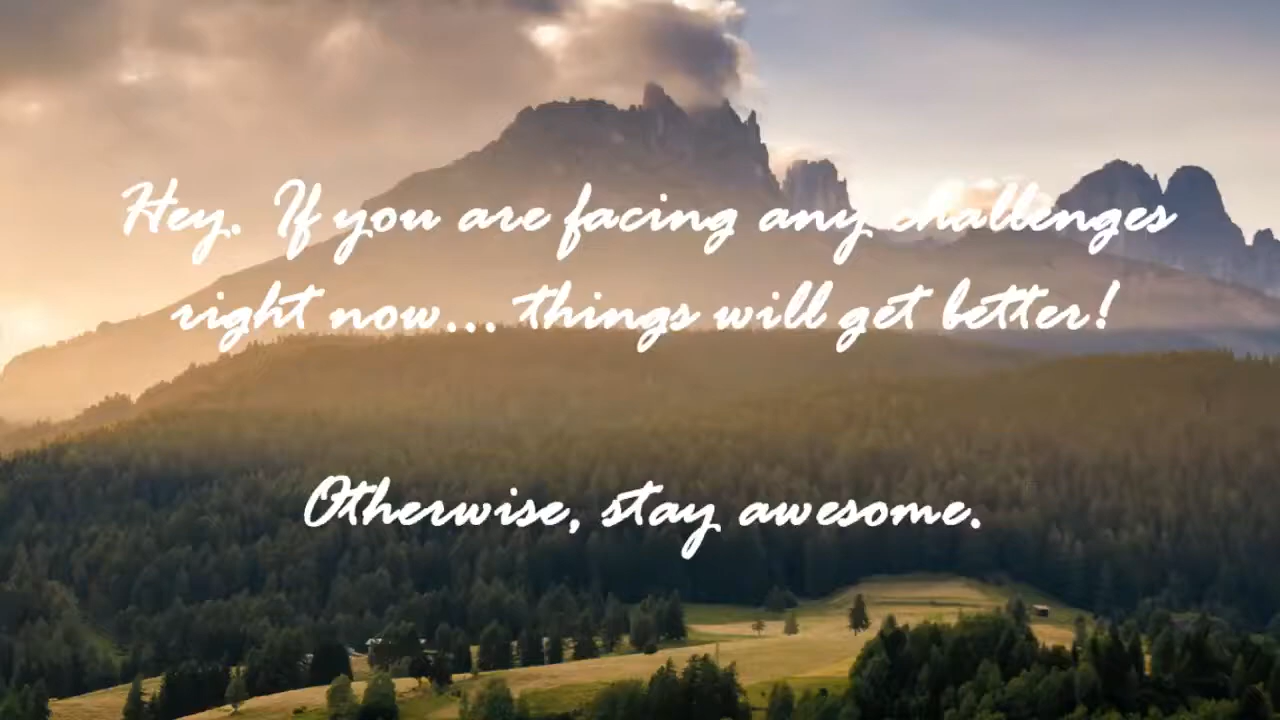 Hey. If you are facing any challenges
right now... things will get better!
Otherwise, stay awesome.